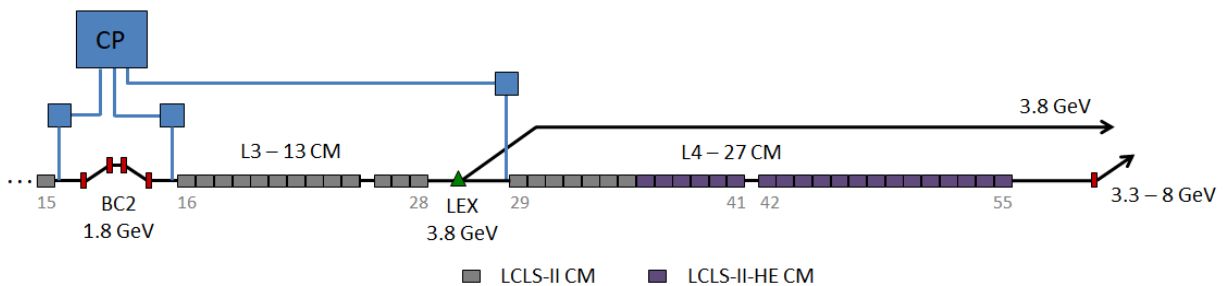 CP
L3 – 13 CM
L4 – 27 CM
3.8 GeV
...
15
BC2
1.8 GeV
16
28
LEX
3.8 GeV
29
41
42
55
3.3 – 8 GeV
LCLS-II CM
LCLS-II-HE CM